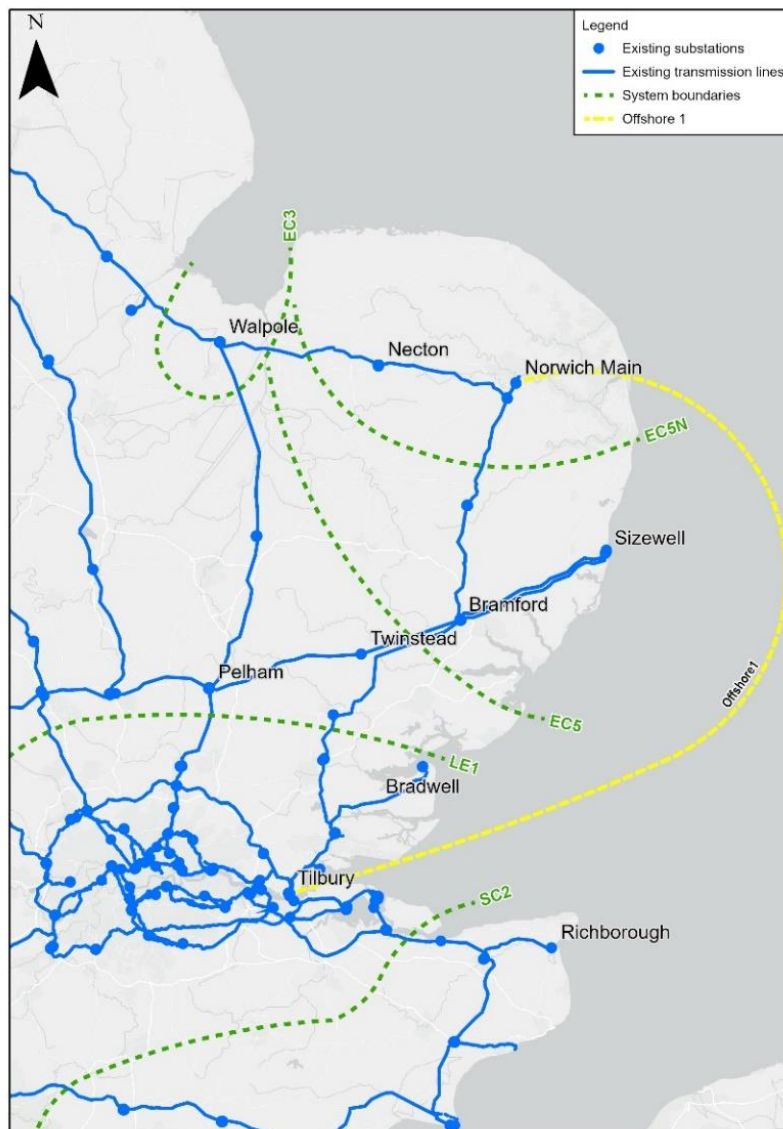 N
Legend
Existing substations
Existing transmission lines
System boundaries
Offshore 1
EC3
Walpole
Necton
Norwich Main
EC5N
Sizewell
Bramford
Twinstead
Pelham
Offshore1
EC5
LE1
Bradwell
Tilbury
SC2
Richborough